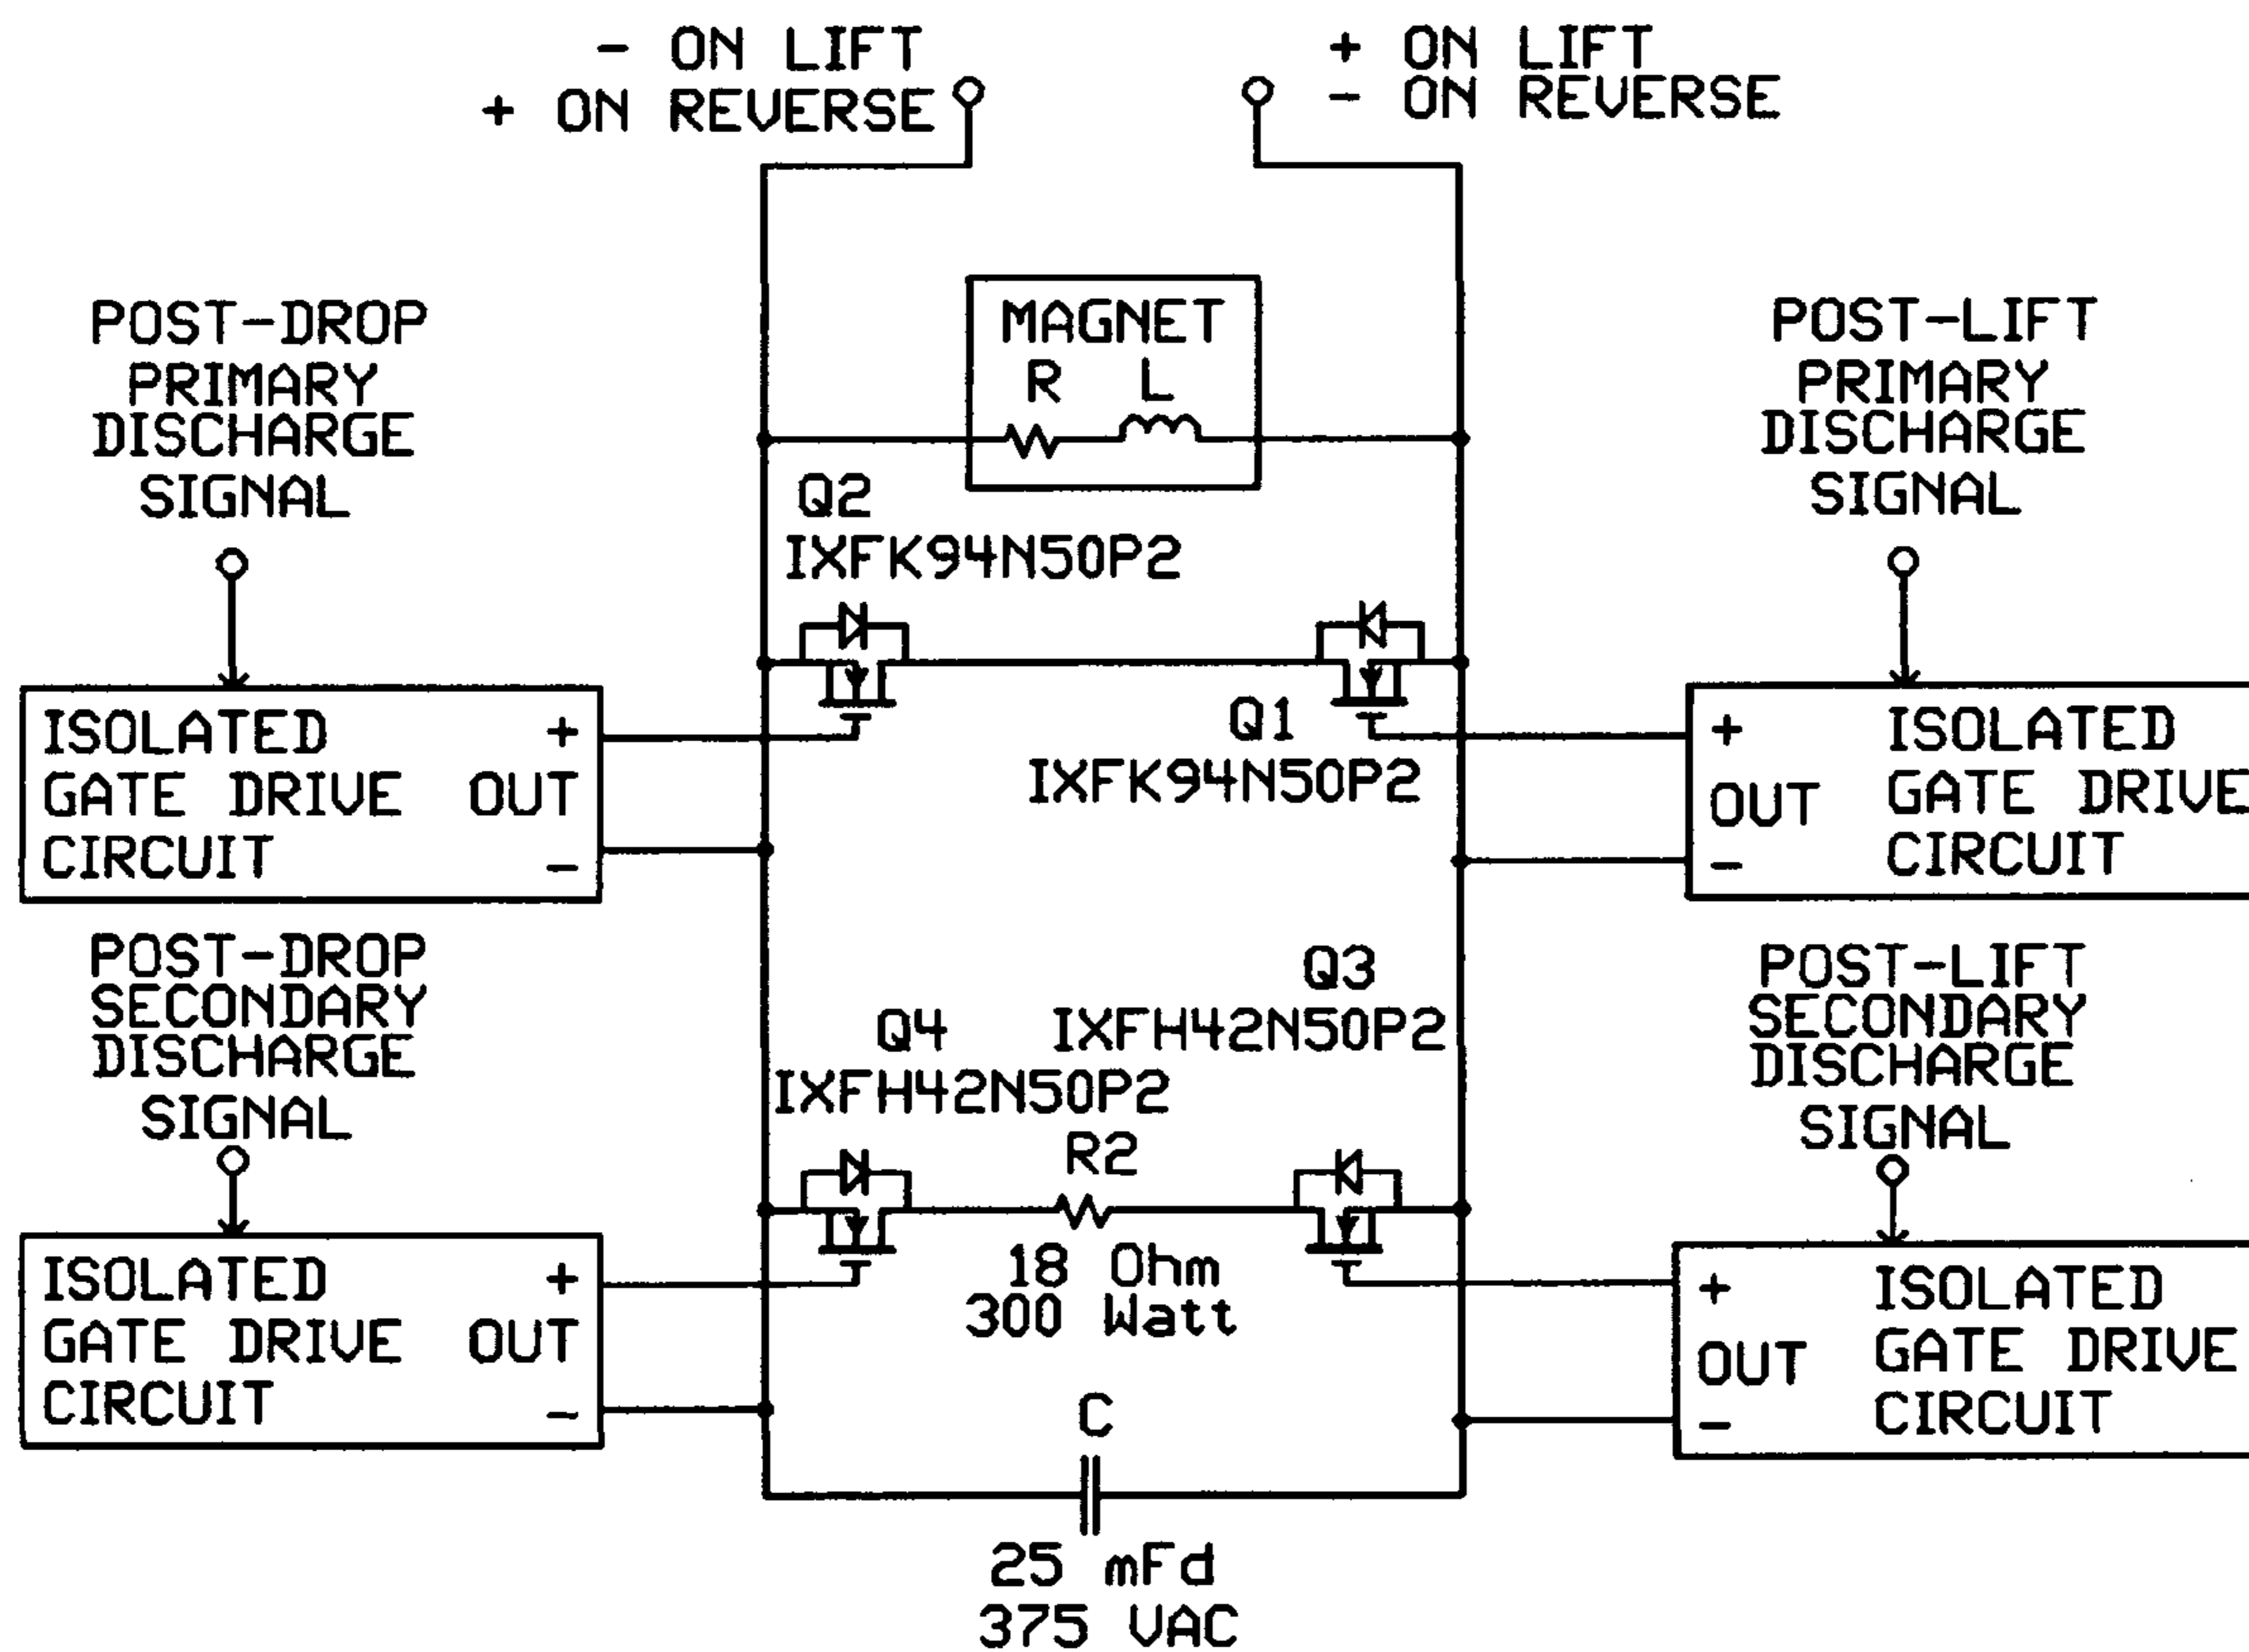 - ON LIFT
+ ON REVERSE
+ ON LIFT
- ON REVERSE
MAGNET
R L
POST-DROP
PRIMARY
DISCHARGE
SIGNAL
POST-LIFT
PRIMARY
DISCHARGE
SIGNAL
Q2
IXFK94N50P2
Q1
IXFK94N50P2
ISOLATED +
GATE DRIVE OUT
CIRCUIT -
+ ISOLATED
OUT GATE DRIVE
- CIRCUIT
POST-DROP
SECONDARY
DISCHARGE
SIGNAL
Q3
IXFH42N50P2
Q4
IXFH42N50P2
POST-LIFT
SECONDARY
DISCHARGE
SIGNAL
R2
18 Ohm
300 Watt
ISOLATED +
GATE DRIVE OUT
CIRCUIT -
+ ISOLATED
OUT GATE DRIVE
- CIRCUIT
C
25 mFd
375 VAC